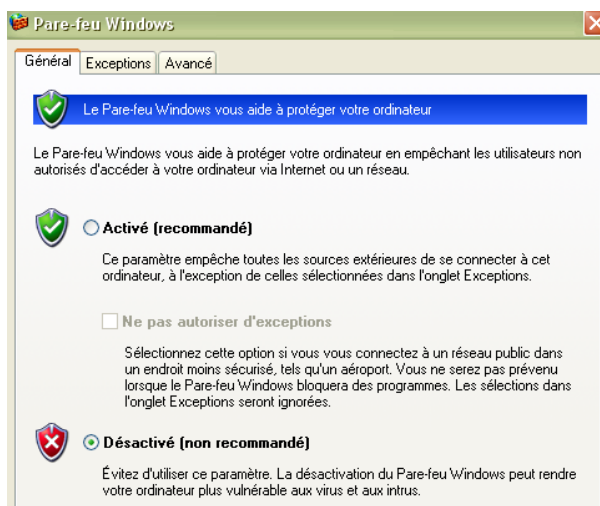 Pare-feu Windows
Général Exceptions Avancé
Le Pare-feu Windows vous aide à protéger votre ordinateur
Le Pare-feu Windows vous aide à protéger votre ordinateur en empêchant les utilisateurs non
autorisés d'accéder à votre ordinateur via Internet ou un réseau.
Activé (recommandé)
Ce paramètre empêche toutes les sources extérieures de se connecter à cet
ordinateur, à l'exception de celles sélectionnées dans l'onglet Exceptions.
Ne pas autoriser d'exceptions
Sélectionnez cette option si vous vous connectez à un réseau public dans
un endroit moins sécurisé, tels qu'un aéroport. Vous ne serez pas prévenu
lorsque le Pare-feu Windows bloquera des programmes. Les sélections dans
l'onglet Exceptions seront ignorées.
Désactivé (non recommandé)
Évitez d'utiliser ce paramètre. La désactivation du Pare-feu Windows peut rendre
votre ordinateur plus vulnérable aux virus et aux intrus.